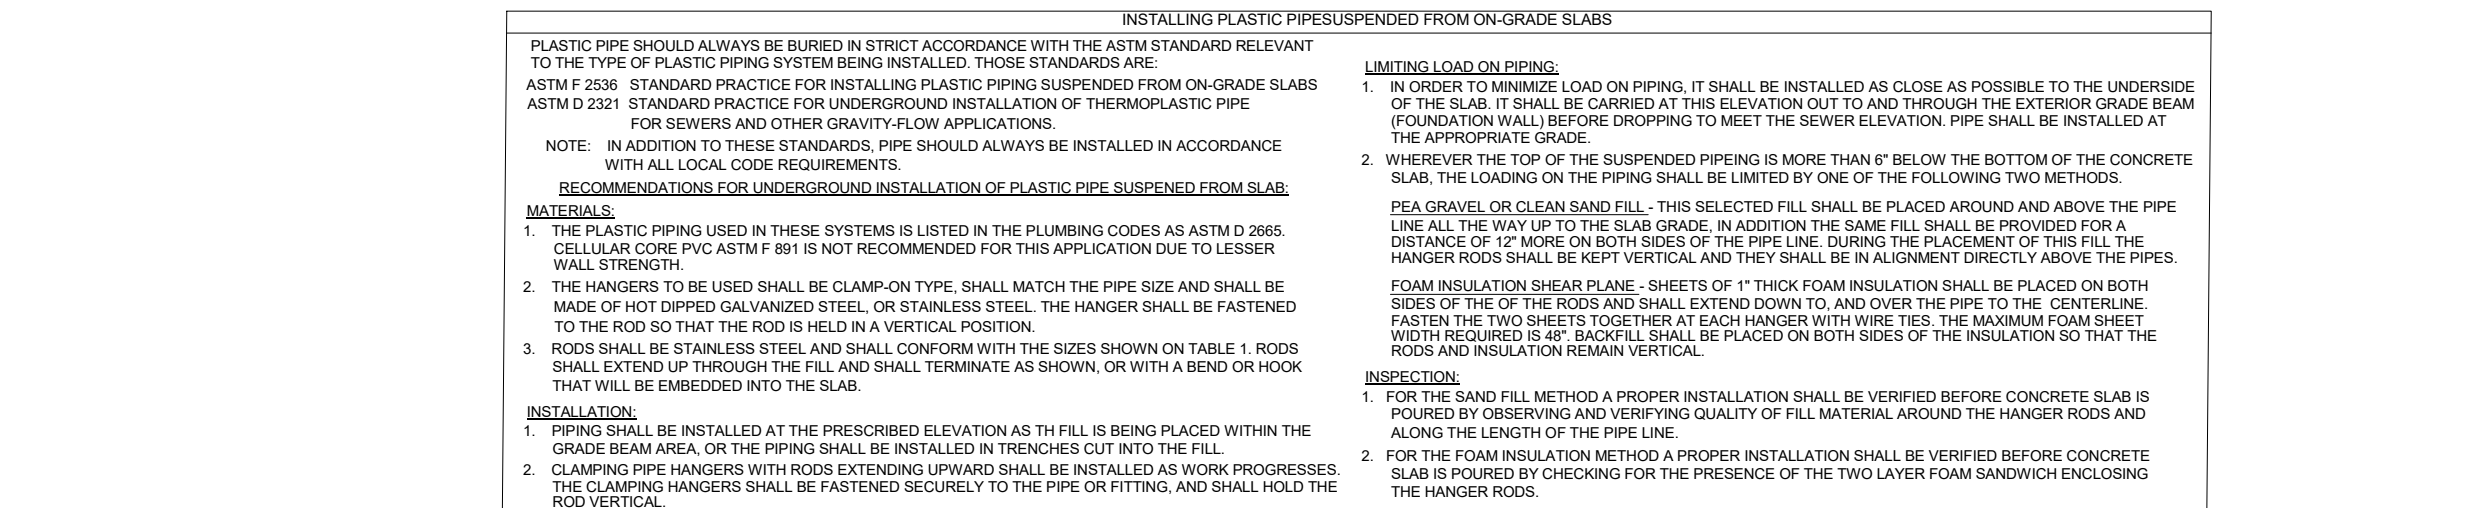 INSTALLING PLASTIC PIPESUSPENDED FROM ON-GRADE SLABS
PLASTIC PIPE SHOULD ALWAYS BE BURIED IN STRICT ACCORDANCE WITH THE ASTM STANDARD RELEVANT
TO THE TYPE OF PLASTIC PIPING SYSTEM BEING INSTALLED. THOSE STANDARDS ARE:
ASTM F 2536 STANDARD PRACTICE FOR INSTALLING PLASTIC PIPING SUSPENDED FROM ON-GRADE SLABS
ASTM D 2321 STANDARD PRACTICE FOR UNDERGROUND INSTALLATION OF THERMOPLASTIC PIPE
FOR SEWERS AND OTHER GRAVITY-FLOW APPLICATIONS.
NOTE: IN ADDITION TO THESE STANDARDS, PIPE SHOULD ALWAYS BE INSTALLED IN ACCORDANCE
WITH ALL LOCAL CODE REQUIREMENTS.
RECOMMENDATIONS FOR UNDERGROUND INSTALLATION OF PLASTIC PIPE SUSPENED FROM SLAB:
MATERIALS:
1. THE PLASTIC PIPING USED IN THESE SYSTEMS IS LISTED IN THE PLUMBING CODES AS ASTM D 2665.
CELLULAR CORE PVC ASTM F 891 IS NOT RECOMMENDED FOR THIS APPLICATION DUE TO LESSER
WALL STRENGTH.
2. THE HANGERS TO BE USED SHALL BE CLAMP-ON TYPE, SHALL MATCH THE PIPE SIZE AND SHALL BE
MADE OF HOT DIPPED GALVANIZED STEEL, OR STAINLESS STEEL. THE HANGER SHALL BE FASTENED
TO THE ROD SO THAT THE ROD IS HELD IN A VERTICAL POSITION.
3. RODS SHALL BE STAINLESS STEEL AND SHALL CONFORM WITH THE SIZES SHOWN ON TABLE 1. RODS
SHALL EXTEND UP THROUGH THE FILL AND SHALL TERMINATE AS SHOWN, OR WITH A BEND OR HOOK
THAT WILL BE EMBEDDED INTO THE SLAB.
INSTALLATION:
1. PIPING SHALL BE INSTALLED AT THE PRESCRIBED ELEVATION AS TH FILL IS BEING PLACED WITHIN THE
GRADE BEAM AREA, OR THE PIPING SHALL BE INSTALLED IN TRENCHES CUT INTO THE FILL.
2. CLAMPING PIPE HANGERS WITH RODS EXTENDING UPWARD SHALL BE INSTALLED AS WORK PROGRESSES.
THE CLAMPING HANGERS SHALL BE FASTENED SECURELY TO THE PIPE OR FITTING, AND SHALL HOLD THE
ROD VERTICAL.
LIMITING LOAD ON PIPING:
1. IN ORDER TO MINIMIZE LOAD ON PIPING, IT SHALL BE INSTALLED AS CLOSE AS POSSIBLE TO THE UNDERSIDE
OF THE SLAB. IT SHALL BE CARRIED AT THIS ELEVATION OUT TO AND THROUGH THE EXTERIOR GRADE BEAM
(FOUNDATION WALL) BEFORE DROPPING TO MEET THE SEWER ELEVATION. PIPE SHALL BE INSTALLED AT
THE APPROPRIATE GRADE.
2. WHEREVER THE TOP OF THE SUSPENDED PIPEING IS MORE THAN 6" BELOW THE BOTTOM OF THE CONCRETE
SLAB, THE LOADING ON THE PIPING SHALL BE LIMITED BY ONE OF THE FOLLOWING TWO METHODS.
PEA GRAVEL OR CLEAN SAND FILL - THIS SELECTED FILL SHALL BE PLACED AROUND AND ABOVE THE PIPE
LINE ALL THE WAY UP TO THE SLAB GRADE, IN ADDITION THE SAME FILL SHALL BE PROVIDED FOR A
DISTANCE OF 12" MORE ON BOTH SIDES OF THE PIPE LINE. DURING THE PLACEMENT OF THIS FILL THE
HANGER RODS SHALL BE KEPT VERTICAL AND THEY SHALL BE IN ALIGNMENT DIRECTLY ABOVE THE PIPES.
FOAM INSULATION SHEAR PLANE - SHEETS OF 1" THICK FOAM INSULATION SHALL BE PLACED ON BOTH
SIDES OF THE OF THE RODS AND SHALL EXTEND DOWN TO, AND OVER THE PIPE TO THE CENTERLINE.
FASTEN THE TWO SHEETS TOGETHER AT EACH HANGER WITH WIRE TIES. THE MAXIMUM FOAM SHEET
WIDTH REQUIRED IS 48". BACKFILL SHALL BE PLACED ON BOTH SIDES OF THE INSULATION SO THAT THE
RODS AND INSULATION REMAIN VERTICAL.
INSPECTION:
1. FOR THE SAND FILL METHOD A PROPER INSTALLATION SHALL BE VERIFIED BEFORE CONCRETE SLAB IS
POURED BY OBSERVING AND VERIFYING QUALITY OF FILL MATERIAL AROUND THE HANGER RODS AND
ALONG THE LENGTH OF THE PIPE LINE.
2. FOR THE FOAM INSULATION METHOD A PROPER INSTALLATION SHALL BE VERIFIED BEFORE CONCRETE
SLAB IS POURED BY CHECKING FOR THE PRESENCE OF THE TWO LAYER FOAM SANDWICH ENCLOSING
THE HANGER RODS.